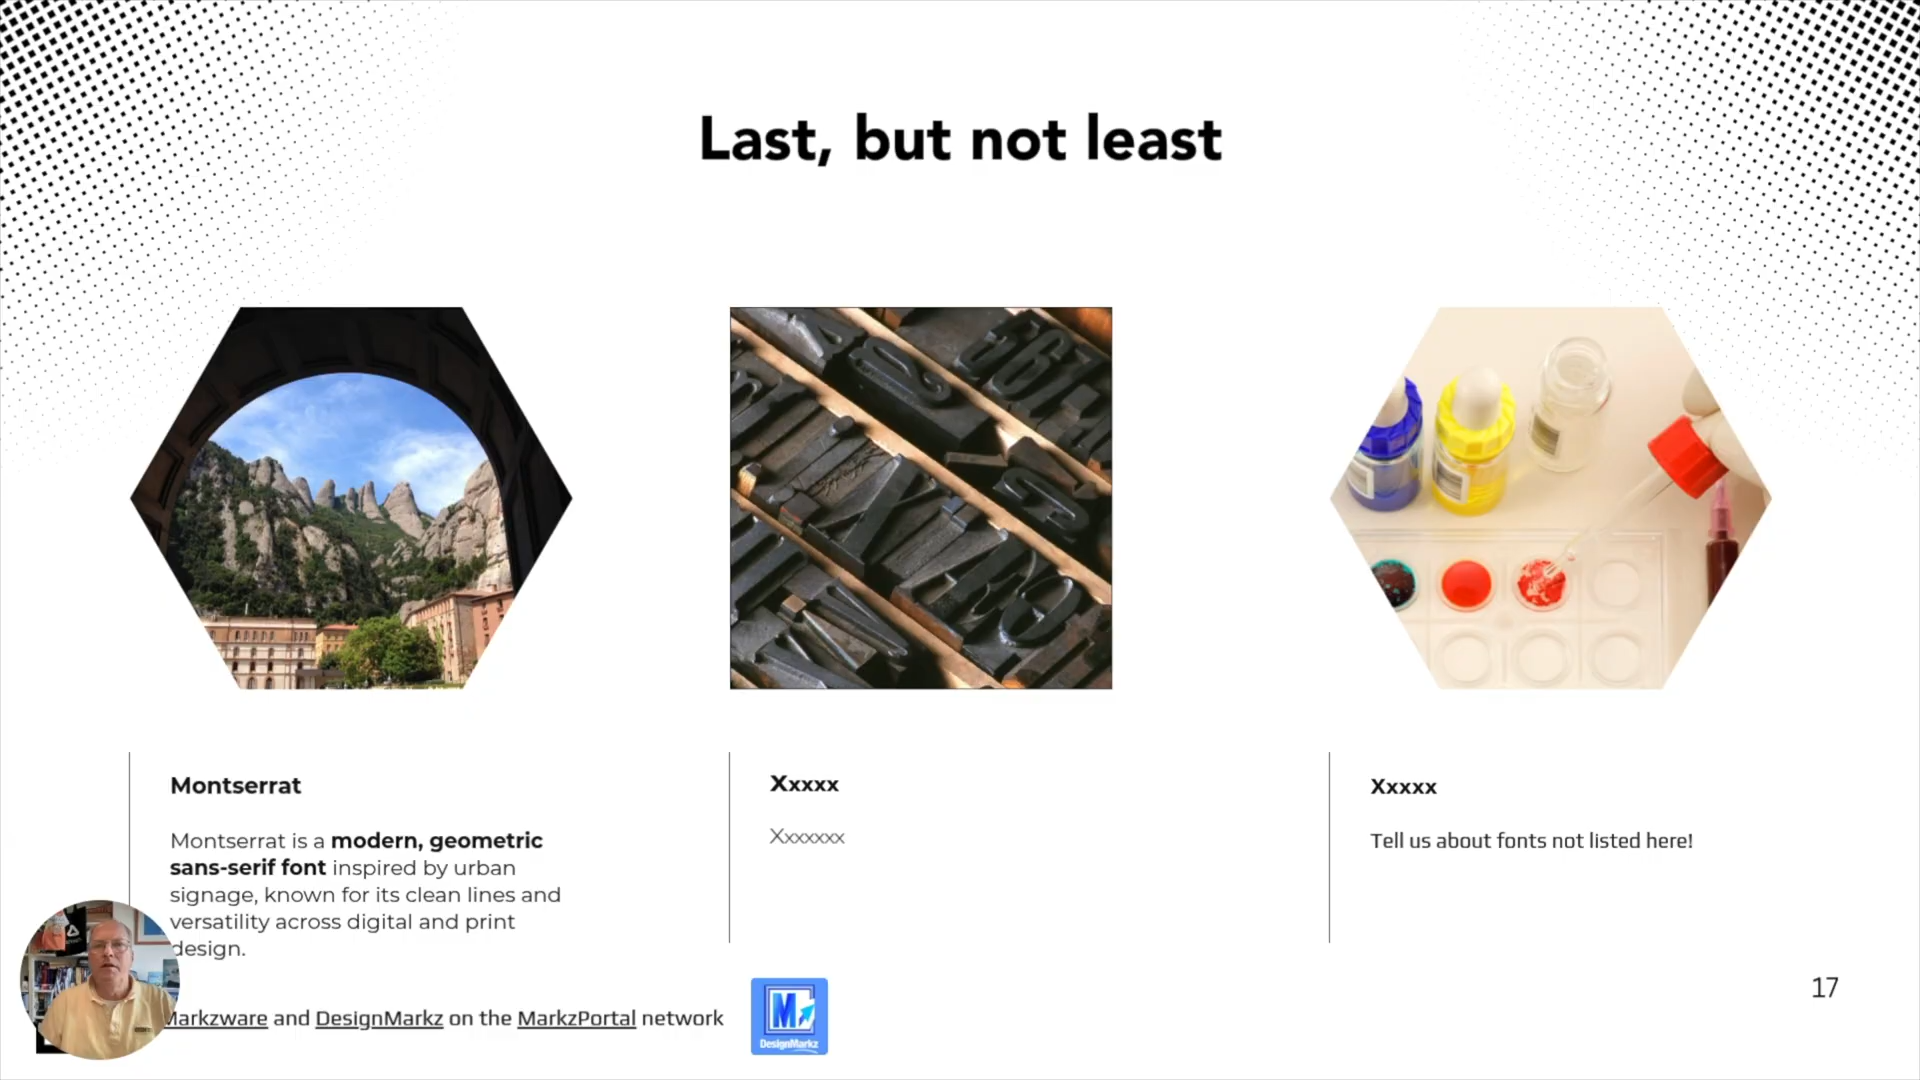 Last, but not least
Montserrat
Montserrat is a modern, geometric
sans-serif font inspired by urban
signage, known for its clean lines and
versatility across digital and print
design.
Xxxxx
Xxxxxxx
Xxxxx
Tell us about fonts not listed here!
17
Markzware and DesignMarkz on the MarkzPortal network
M
DesignMarkz